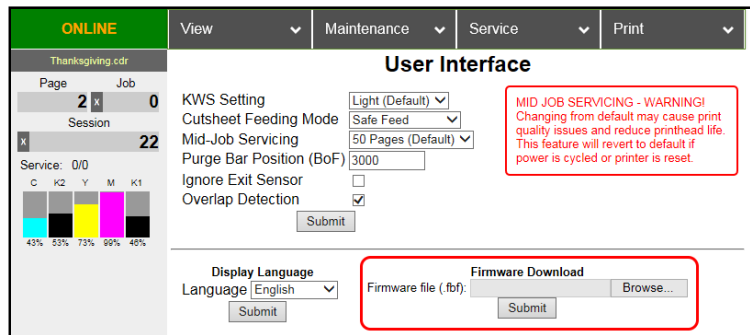 ONLINE
View
Maintenance
Service
Print
Thanksgiving.cdr
Page Job
2 x 0
Session
x 22
Service: 0/0
C K2 Y M K1
43% 53% 73% 99% 46%
User Interface
KWS Setting Light (Default)
Cutsheet Feeding Mode Safe Feed
Mid-Job Servicing 50 Pages (Default)
Purge Bar Position (BoF) 3000
Ignore Exit Sensor
Overlap Detection
Submit
MID JOB SERVICING - WARNING!
Changing from default may cause print
quality issues and reduce printhead life.
This feature will revert to default if
power is cycled or printer is reset.
Display Language
Language English
Submit
Firmware Download
Firmware file (.fbf): Browse...
Submit